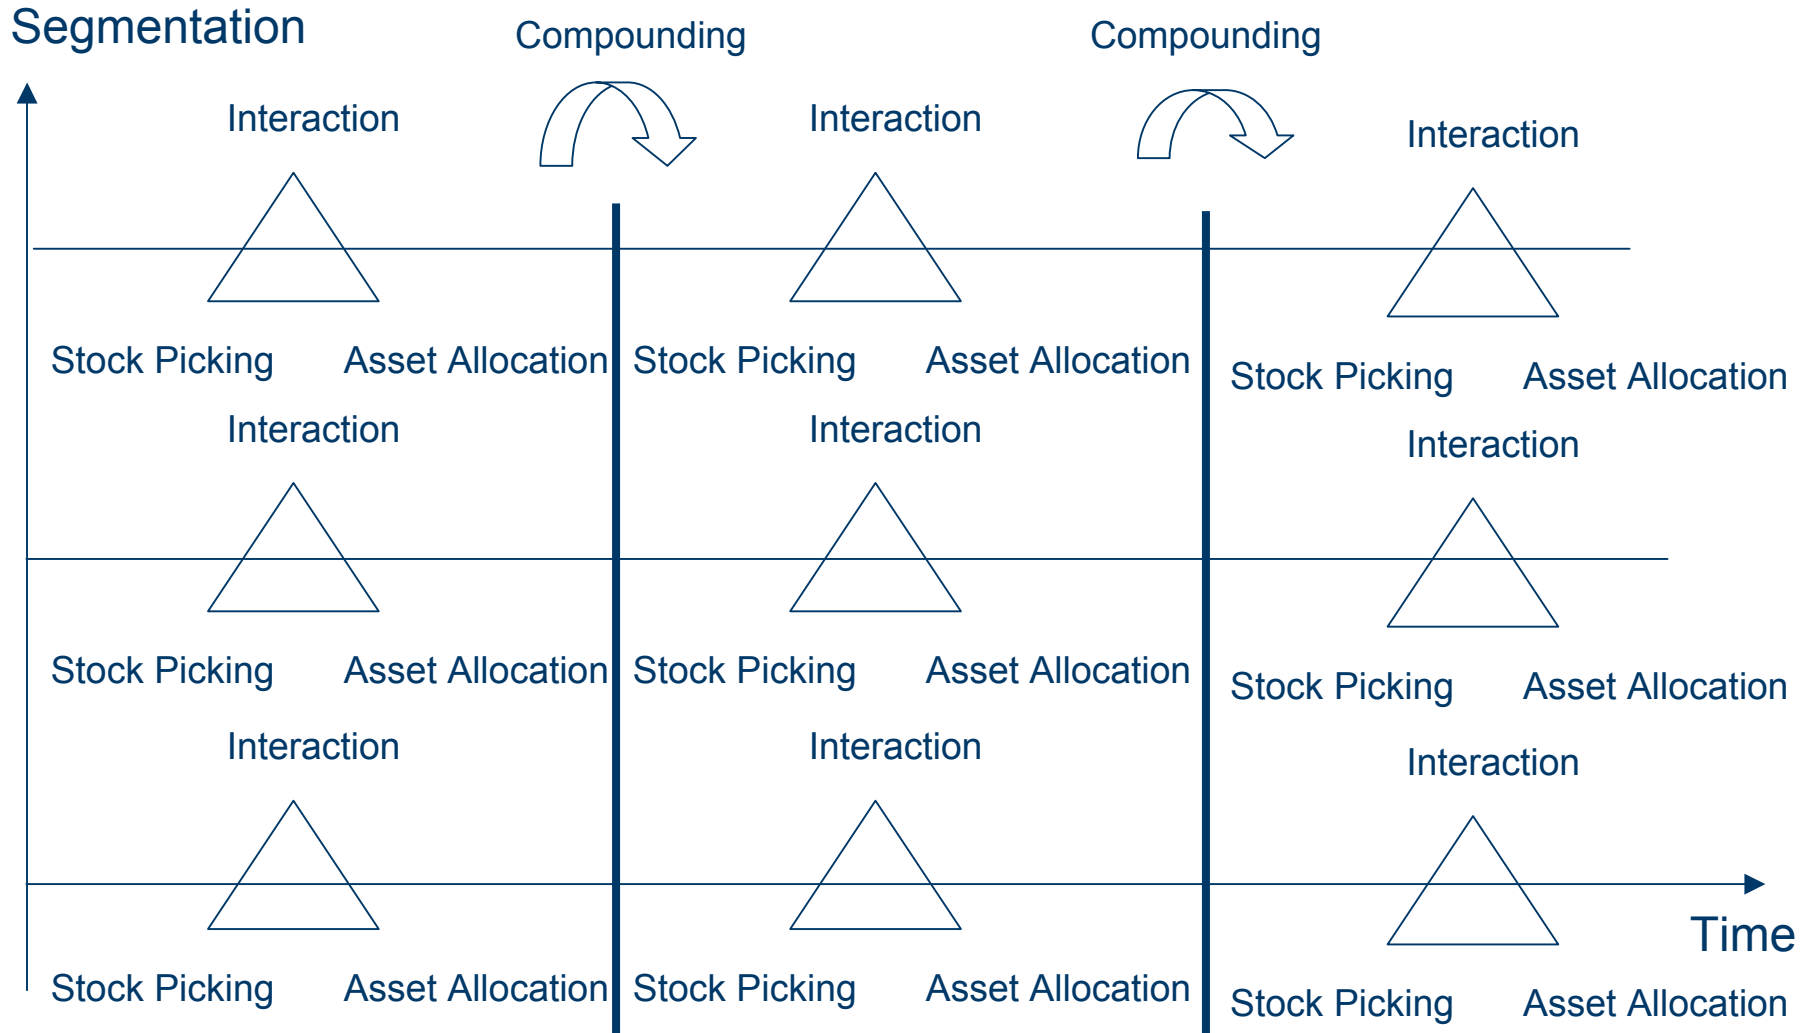 Segmentation
Compounding Compounding
Interaction Interaction Interaction
Stock Picking Asset Allocation Stock Picking Asset Allocation Stock Picking Asset Allocation
Interaction Interaction Interaction
Stock Picking Asset Allocation Stock Picking Asset Allocation Stock Picking Asset Allocation
Interaction Interaction Interaction
Time
Stock Picking Asset Allocation Stock Picking Asset Allocation Stock Picking Asset Allocation